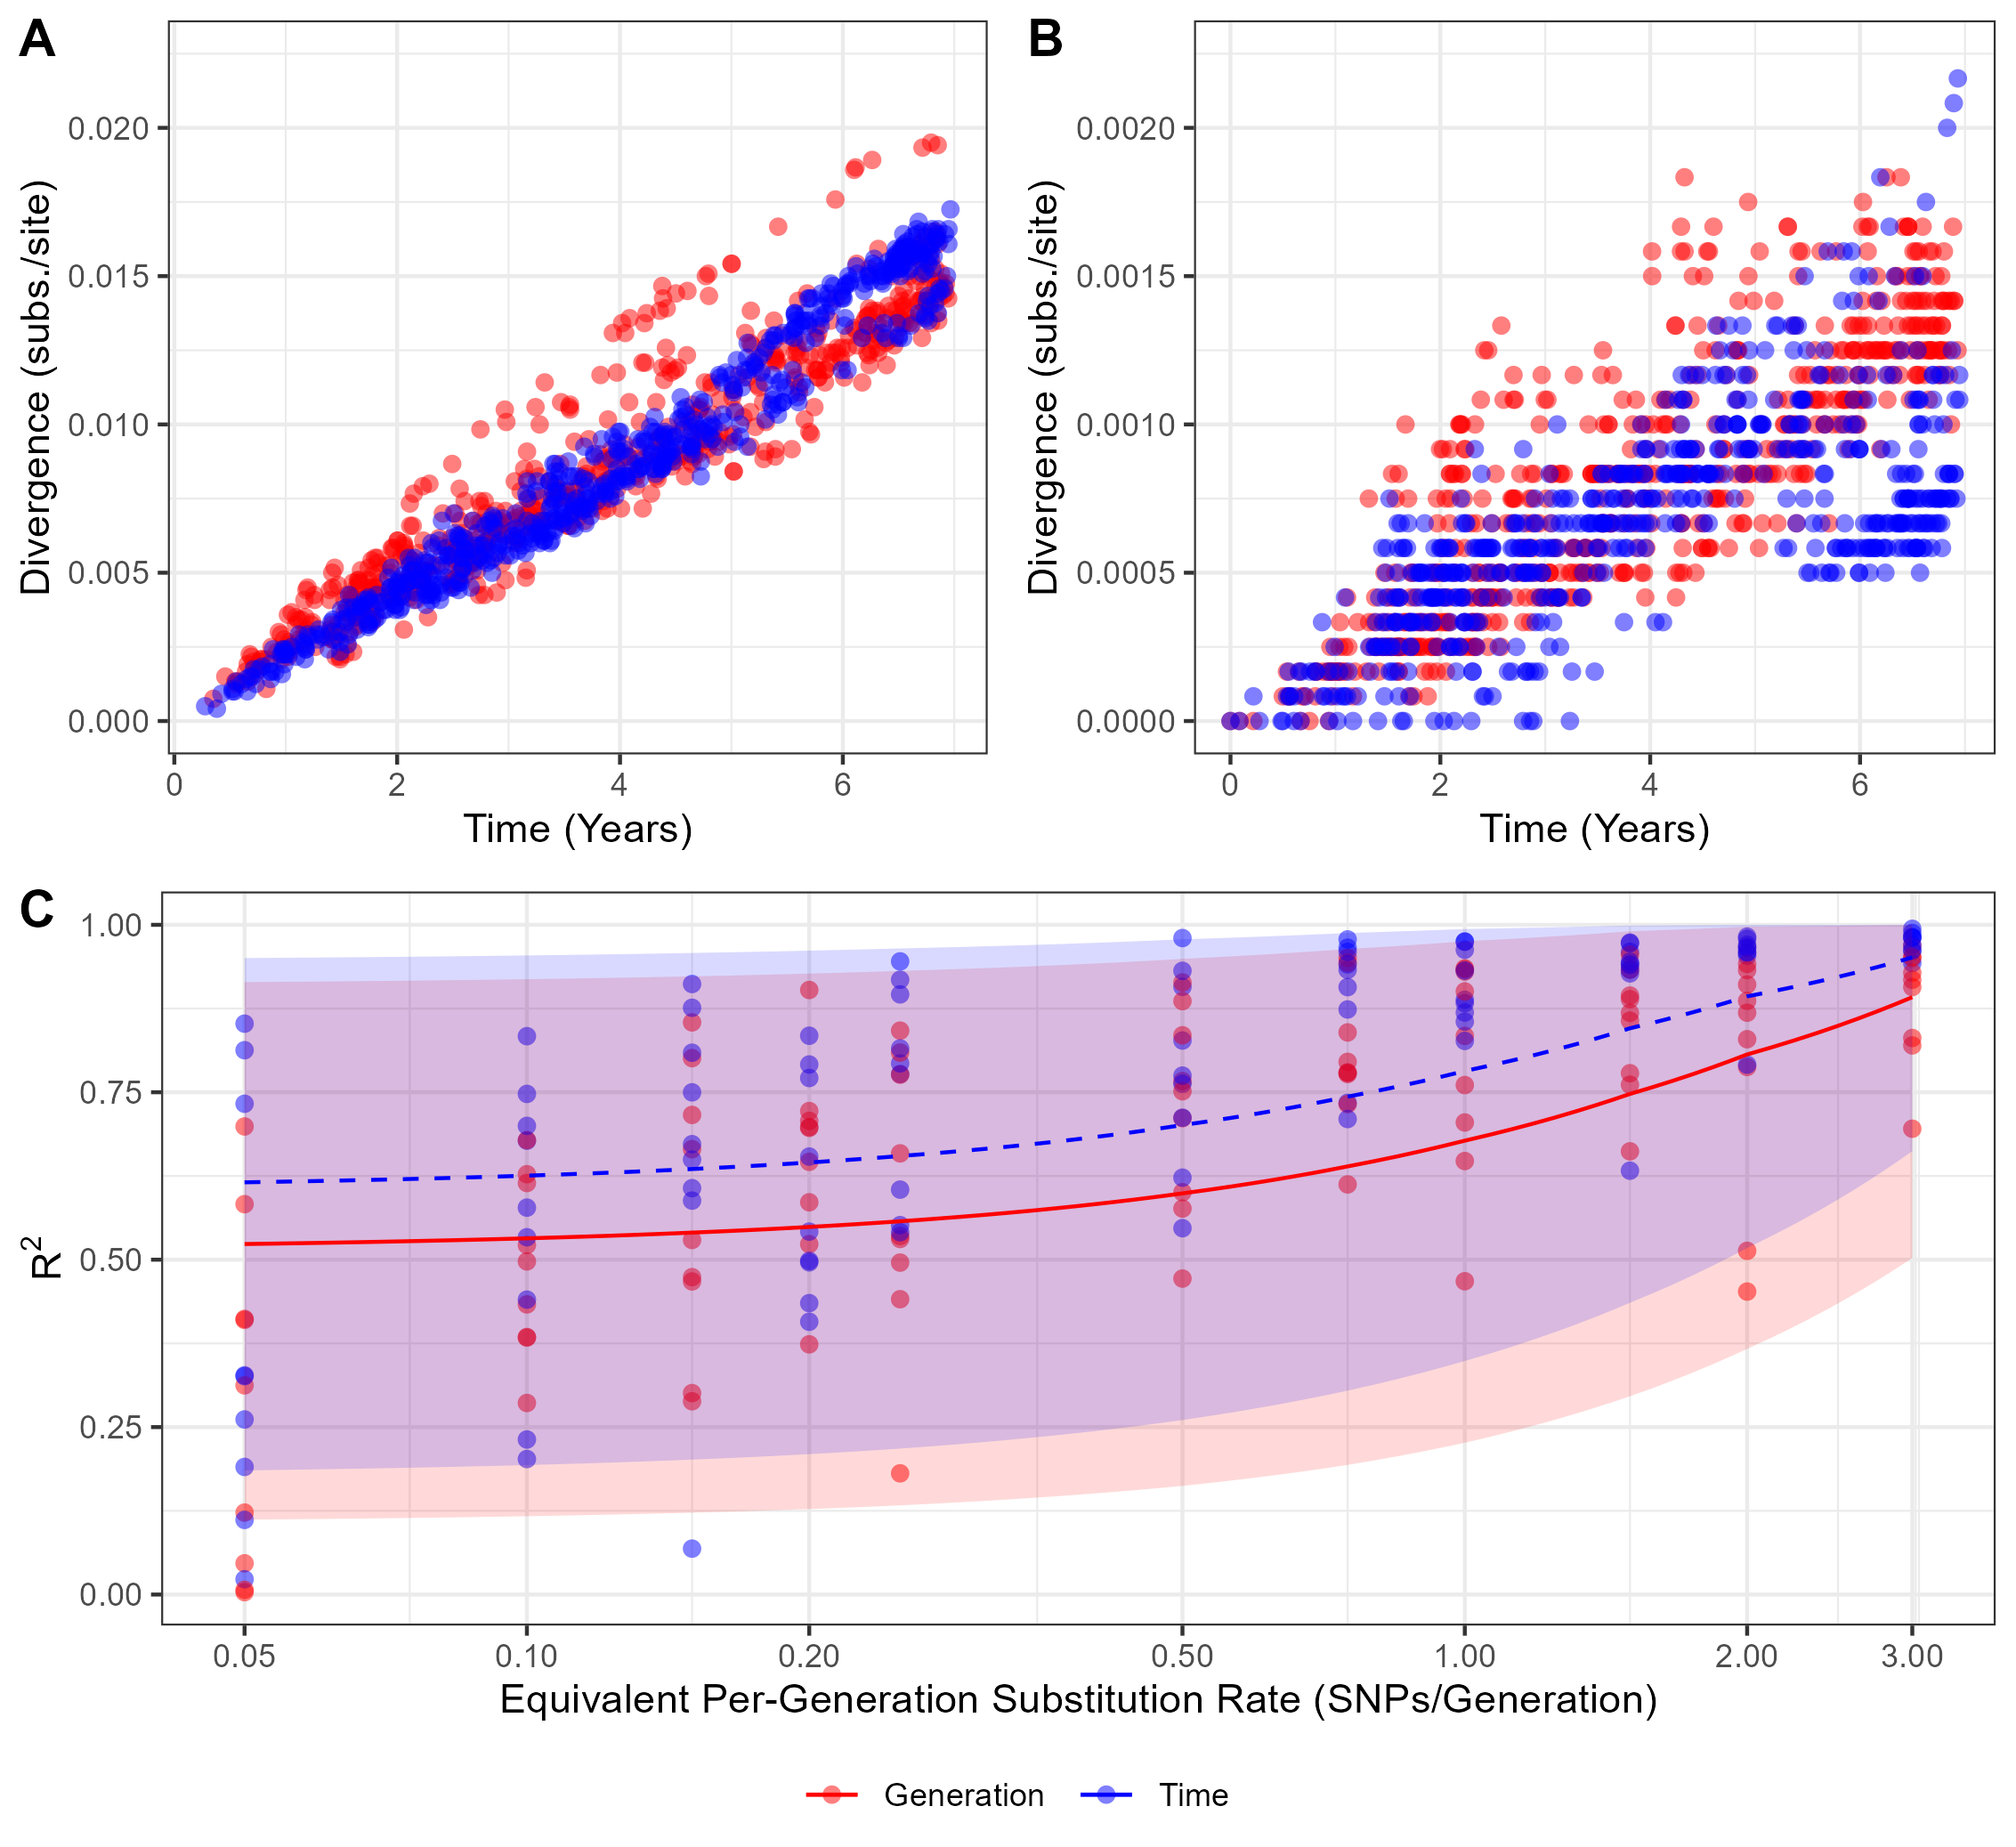 A
Divergence (subs./site)
0.020
0.015
0.010
0.005
0.000
0 2 4 6
Time (Years)
B
Divergence (subs./site)
0.0020
0.0015
0.0010
0.0005
0.0000
0 2 4 6
Time (Years)
C
R²
1.00
0.75
0.50
0.25
0.00
0.05 0.10 0.20 0.50 1.00 2.00 3.00
Equivalent Per-Generation Substitution Rate (SNPs/Generation)
Generation Time